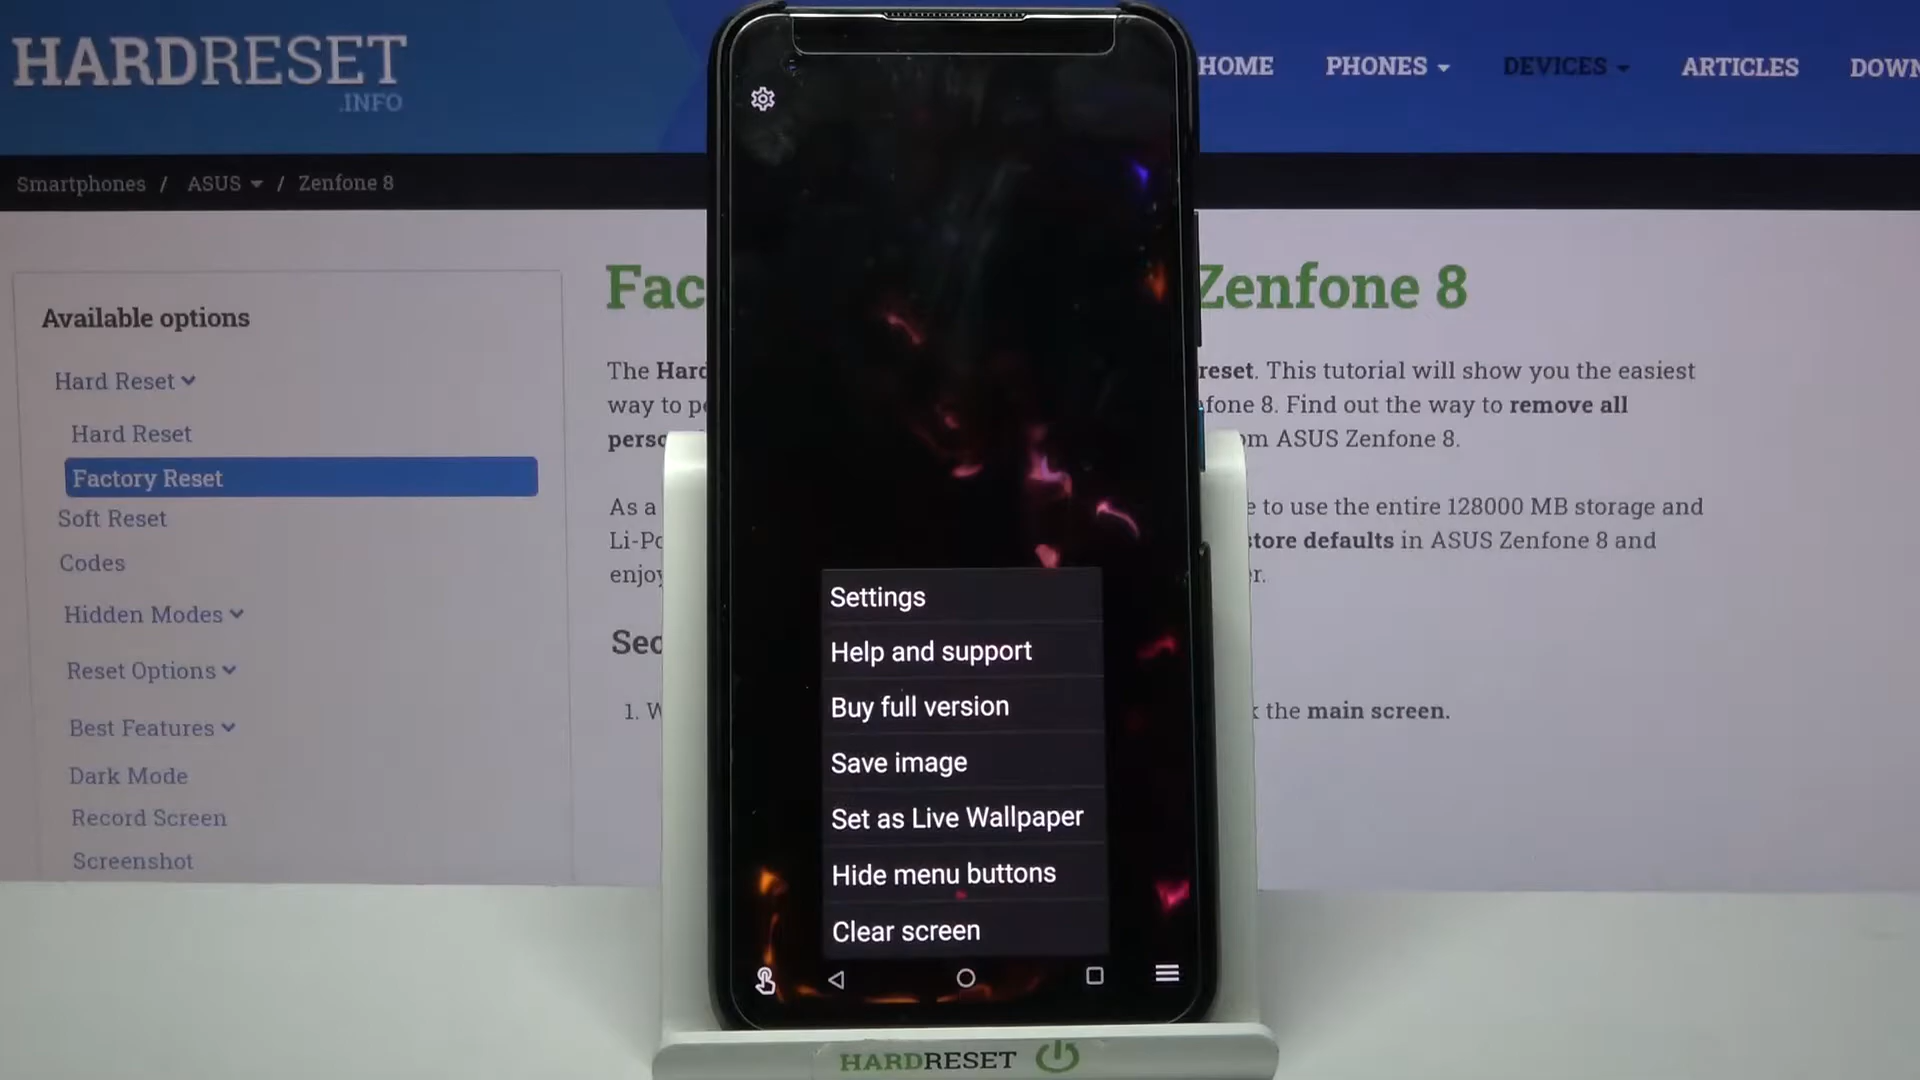 HARDRESET
.INFO
HOME PHONES DEVICES ARTICLES
Smartphones / ASUS / Zenfone 8
Available options
Hard Reset
Hard Reset
Factory Reset
Soft Reset
Codes
Hidden Modes
Reset Options
Best Features
Dark Mode
Record Screen
Screenshot
Fac Zenfone 8
The Hard reset. This tutorial will show you the easiest
way to p fone 8. Find out the way to remove all
perso om ASUS Zenfone 8.
As a e to use the entire 128000 MB storage and
Li-Po store defaults in ASUS Zenfone 8 and
enjoy r.
Sec
1. W the main screen.
Settings
Help and support
Buy full version
Save image
Set as Live Wallpaper
Hide menu buttons
Clear screen
HARDRESET